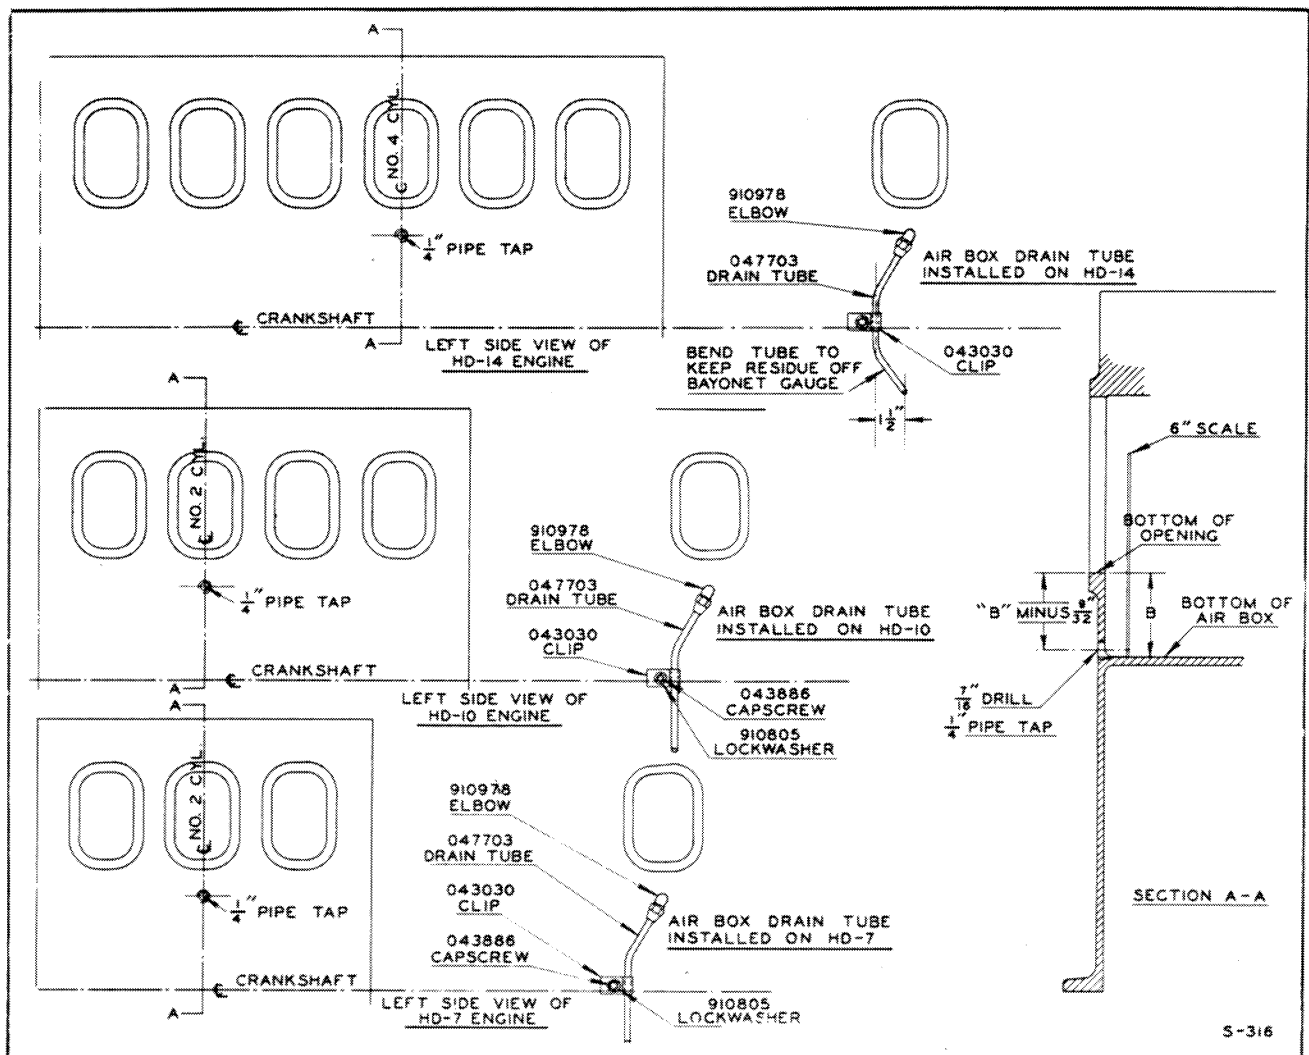 A
℄ NO. 4 CYL.
1/4" PIPE TAP
℄ CRANKSHAFT
A
LEFT SIDE VIEW OF
HD-14 ENGINE
910978
ELBOW
047703
DRAIN TUBE
AIR BOX DRAIN TUBE
INSTALLED ON HD-14
BEND TUBE TO
KEEP RESIDUE OFF
BAYONET GAUGE
043030
CLIP
1 1/2"
A
℄ NO. 2 CYL.
1/4" PIPE TAP
℄ CRANKSHAFT
A
LEFT SIDE VIEW OF
HD-10 ENGINE
910978
ELBOW
047703
DRAIN TUBE
043030
CLIP
AIR BOX DRAIN TUBE
INSTALLED ON HD-10
043886
CAPSCREW
910805
LOCKWASHER
A
℄ NO. 2 CYL.
1/4" PIPE TAP
℄ CRANKSHAFT
A
LEFT SIDE VIEW OF
HD-7 ENGINE
910978
ELBOW
047703
DRAIN TUBE
043030
CLIP
043886
CAPSCREW
AIR BOX DRAIN TUBE
INSTALLED ON HD-7
910805
LOCKWASHER
6" SCALE
BOTTOM OF
OPENING
"B" MINUS 9/32"
B
BOTTOM OF
AIR BOX
7/16" DRILL
1/4" PIPE TAP
SECTION A-A
S-316